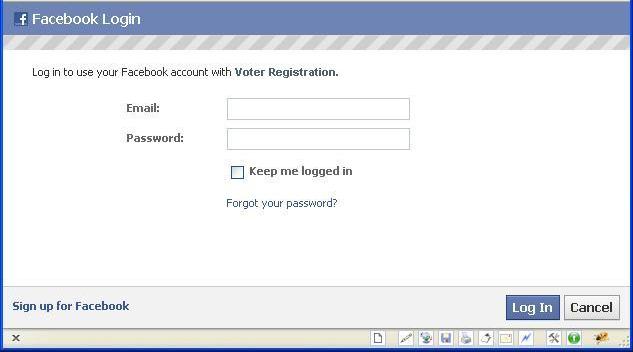 Facebook Login
Log in to use your Facebook account with Voter Registration.
Email:
Password:
Keep me logged in
Forgot your password?
Sign up for Facebook
Log In
Cancel